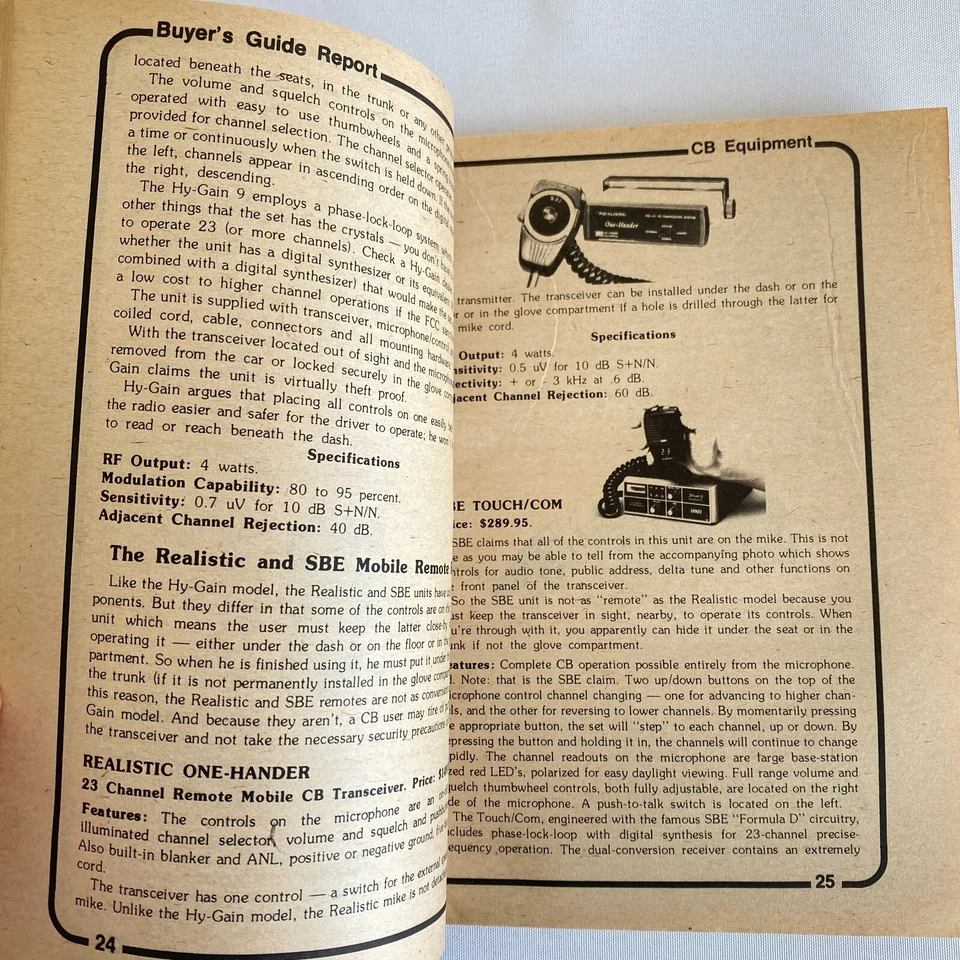 Buyer's Guide Report
located beneath the seats, in the trunk or any other
The volume and squelch controls on the microphone
operated with easy to use thumbwheels and a spring
provided for channel selection. The channel selector
a time or continuously when the switch is held down. If
the left, channels appear in ascending order on the digital
the right, descending.
The Hy-Gain 9 employs a phase-lock-loop system
other things that the set has the crystals — you don't
to operate 23 (or more channels). Check a Hy-Gain
whether the unit has a digital synthesizer or its equivalent
combined with a digital synthesizer) that would make the
a low cost to higher channel operations if the FCC
The unit is supplied with transceiver, microphone/control
coiled cord, cable, connectors and all mounting hardware.
With the transceiver located out of sight and the
removed from the car or locked securely in the glove
Gain claims the unit is virtually theft proof.
Hy-Gain argues that placing all controls on one easily
the radio easier and safer for the driver to operate; he won't
to read or reach beneath the dash.
Specifications
RF Output: 4 watts.
Modulation Capability: 80 to 95 percent.
Sensitivity: 0.7 uV for 10 dB S+N/N.
Adjacent Channel Rejection: 40 dB.
The Realistic and SBE Mobile Remote
Like the Hy-Gain model, the Realistic and SBE units have
ponents. But they differ in that some of the controls are on
unit which means the user must keep the latter close
operating it — either under the dash or on the floor or in
partment. So when he is finished using it, he must put it under
the trunk (if it is not permanently installed in the glove
this reason, the Realistic and SBE remotes are not as convenient
Gain model. And because they aren't, a CB user may tire of
the transceiver and not take the necessary security precautions
REALISTIC ONE-HANDER
23 Channel Remote Mobile CB Transceiver. Price:
Features: The controls on the microphone are an
illuminated channel selector, volume and squelch and
Also built-in blanker and ANL, positive or negative ground,
cord.
The transceiver has one control — a switch for the external
mike. Unlike the Hy-Gain model, the Realistic mike is not
24
CB Equipment
REALISTIC
One-Hander
transmitter. The transceiver can be installed under the dash or on the
or in the glove compartment if a hole is drilled through the latter for
mike cord.
Specifications
Output: 4 watts.
0.5 uV for 10 dB S+N/N.
+ or - 3 kHz at .6 dB.
Channel Rejection: 60 dB.
23
TOUCH/COM
$289.95.
SBE claims that all of the controls in this unit are on the mike. This is not
as you may be able to tell from the accompanying photo which shows
for audio tone, public address, delta tune and other functions on
front panel of the transceiver.
So the SBE unit is not as "remote" as the Realistic model because you
keep the transceiver in sight, nearby, to operate its controls. When
through with it, you apparently can hide it under the seat or in the
if not the glove compartment.
Complete CB operation possible entirely from the microphone.
Note: that is the SBE claim. Two up/down buttons on the top of the
control channel changing — one for advancing to higher chan-
and the other for reversing to lower channels. By momentarily pressing
appropriate button, the set will "step" to each channel, up or down. By
the button and holding it in, the channels will continue to change
The channel readouts on the microphone are large base-station
red LED's, polarized for easy daylight viewing. Full range volume and
thumbwheel controls, both fully adjustable, are located on the right
of the microphone. A push-to-talk switch is located on the left.
The Touch/Com, engineered with the famous SBE "Formula D" circuitry,
phase-lock-loop with digital synthesis for 23-channel precise-
operation. The dual-conversion receiver contains an extremely
25